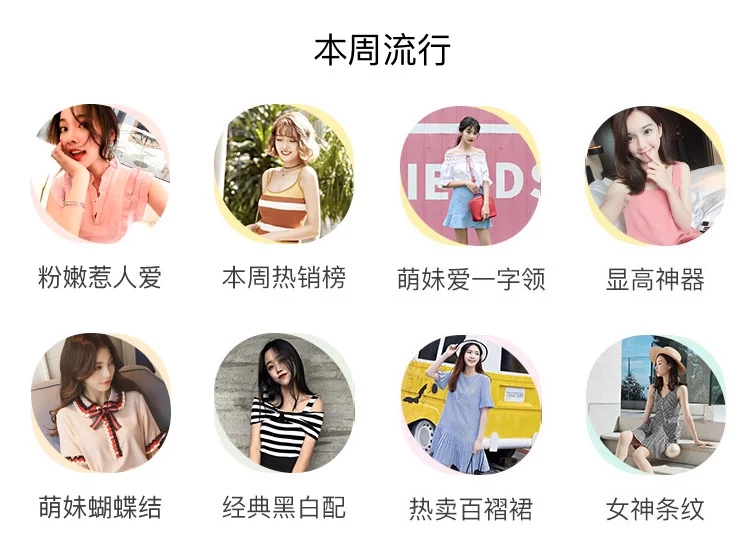 本周流行
粉嫩惹人爱
本周热销榜
萌妹爱一字领
显高神器
IENDS
萌妹蝴蝶结
经典黑白配
热卖百褶裙
女神条纹